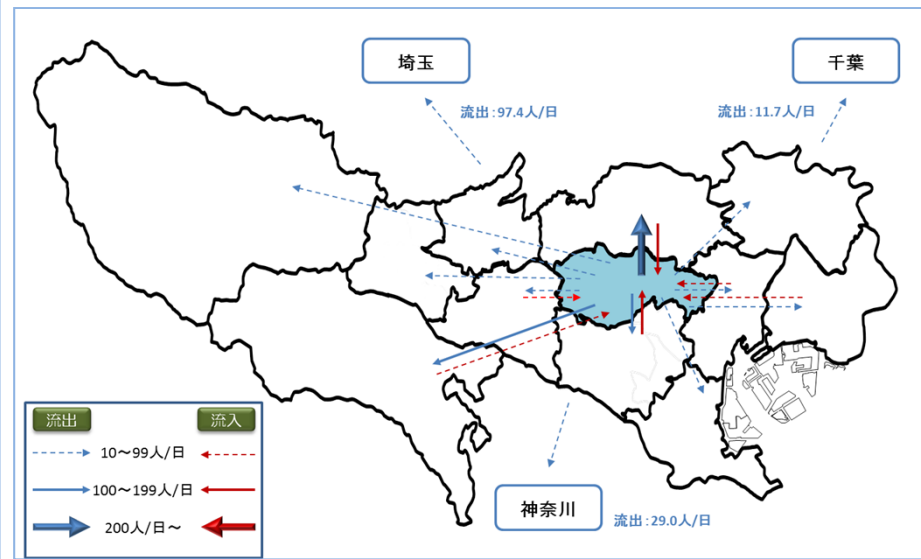 埼玉
千葉
流出：97.4人/日
流出：11.7人/日
流出
流入
10～99人/日
100～199人/日
200人/日～
神奈川
流出：29.0人/日